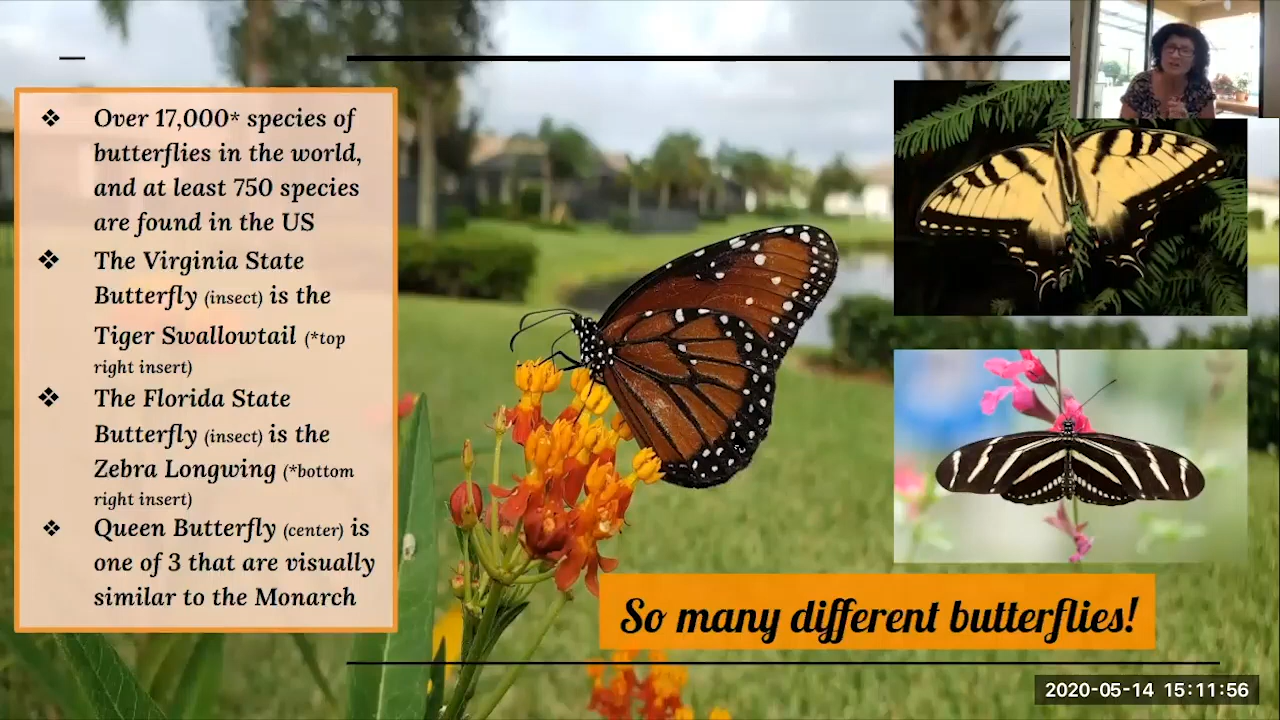 ❖ Over 17,000* species of
butterflies in the world,
and at least 750 species
are found in the US
❖ The Virginia State
Butterfly (insect) is the
Tiger Swallowtail (*top
right insert)
❖ The Florida State
Butterfly (insect) is the
Zebra Longwing (*bottom
right insert)
❖ Queen Butterfly (center) is
one of 3 that are visually
similar to the Monarch
So many different butterflies!
2020-05-14 15:11:56